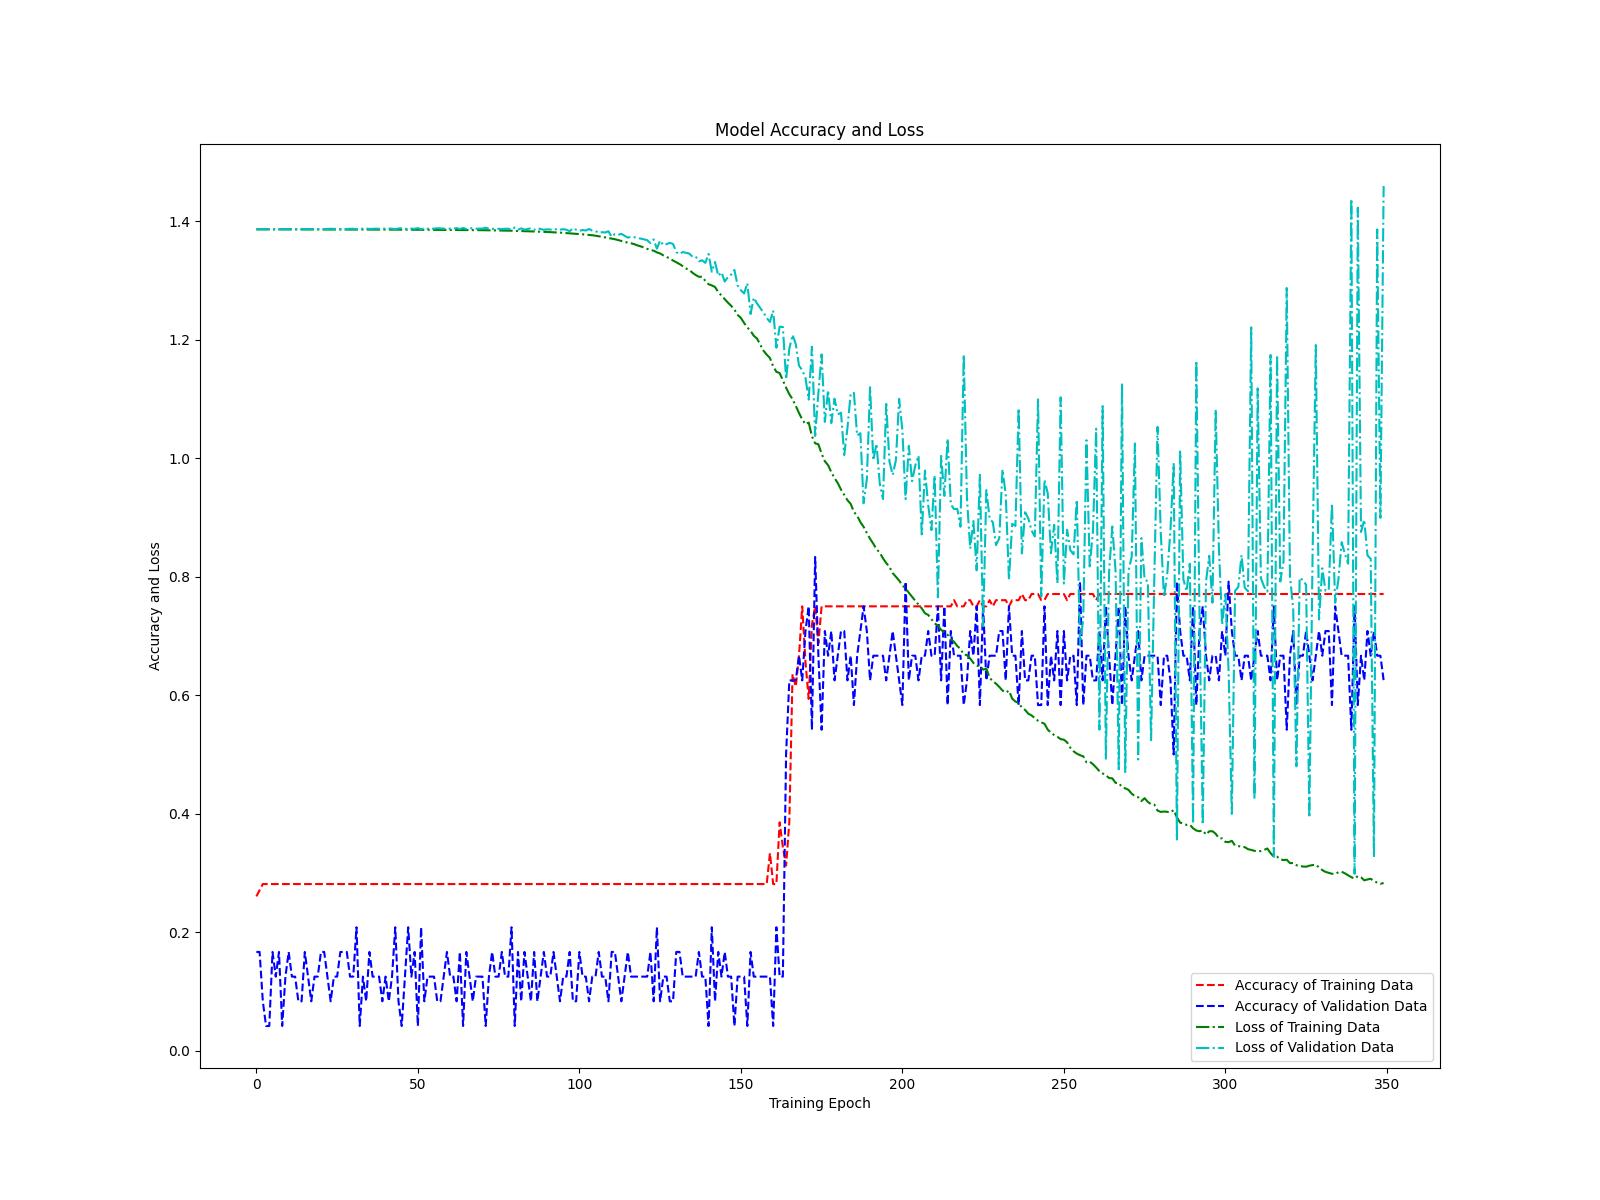 Model Accuracy and Loss
1.4
1.2
1.0
0.8
0.6
0.4
0.2
0.0
Accuracy and Loss
Accuracy of Training Data
Accuracy of Validation Data
Loss of Training Data
Loss of Validation Data
0 50 100 150 200 250 300 350
Training Epoch